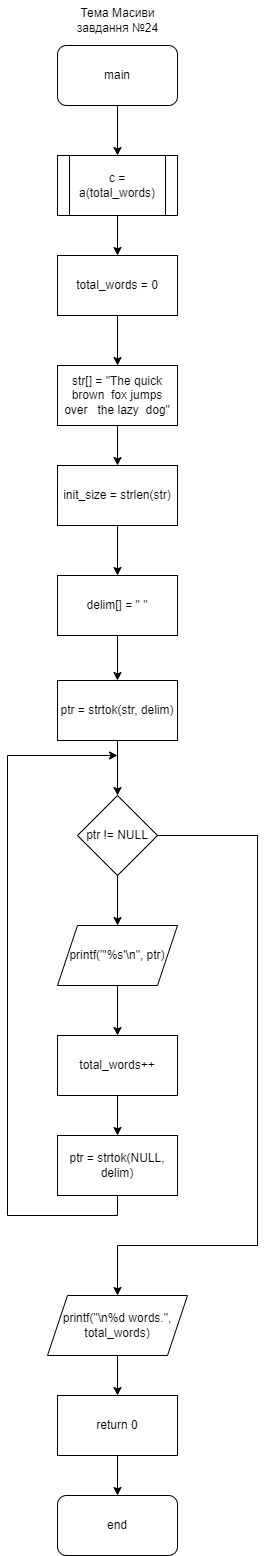 Тема Масиви
завдання №24
main
c =
a(total_words)
total_words = 0
str[] = "The quick
brown  fox jumps
over   the lazy  dog"
init_size = strlen(str)
delim[] = " "
ptr = strtok(str, delim)
ptr != NULL
printf("'%s'\n", ptr)
total_words++
ptr = strtok(NULL,
delim)
printf("\n%d words.",
total_words)
return 0
end